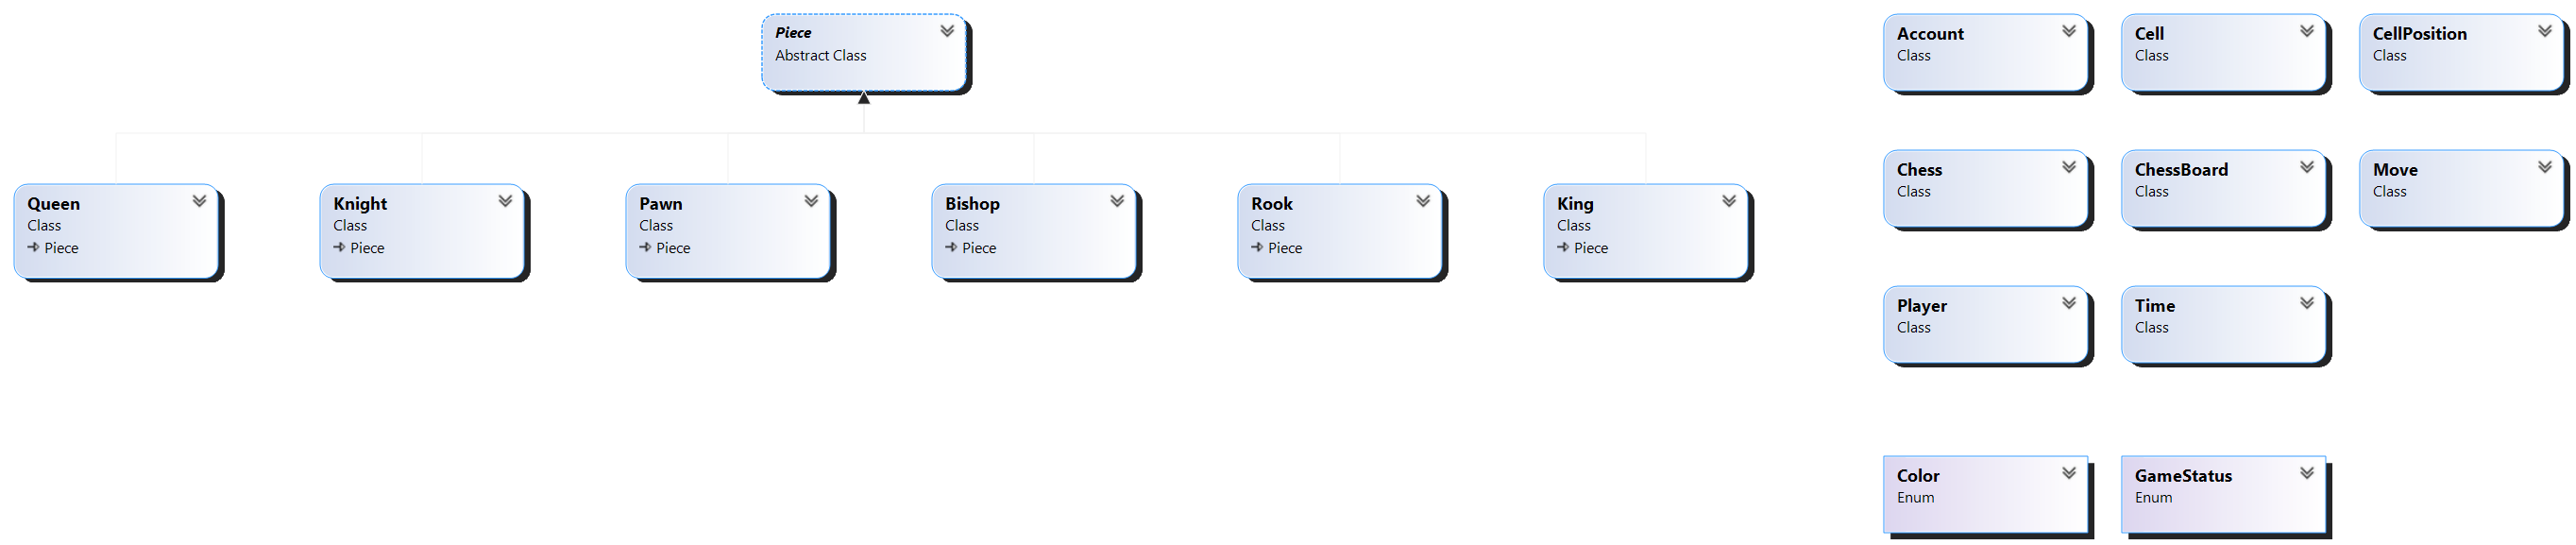 Piece
Abstract Class
Queen
Class
Piece
Knight
Class
Piece
Pawn
Class
Piece
Bishop
Class
Piece
Rook
Class
Piece
King
Class
Piece
Account
Class
Cell
Class
CellPosition
Class
Chess
Class
ChessBoard
Class
Move
Class
Player
Class
Time
Class
Color
Enum
GameStatus
Enum